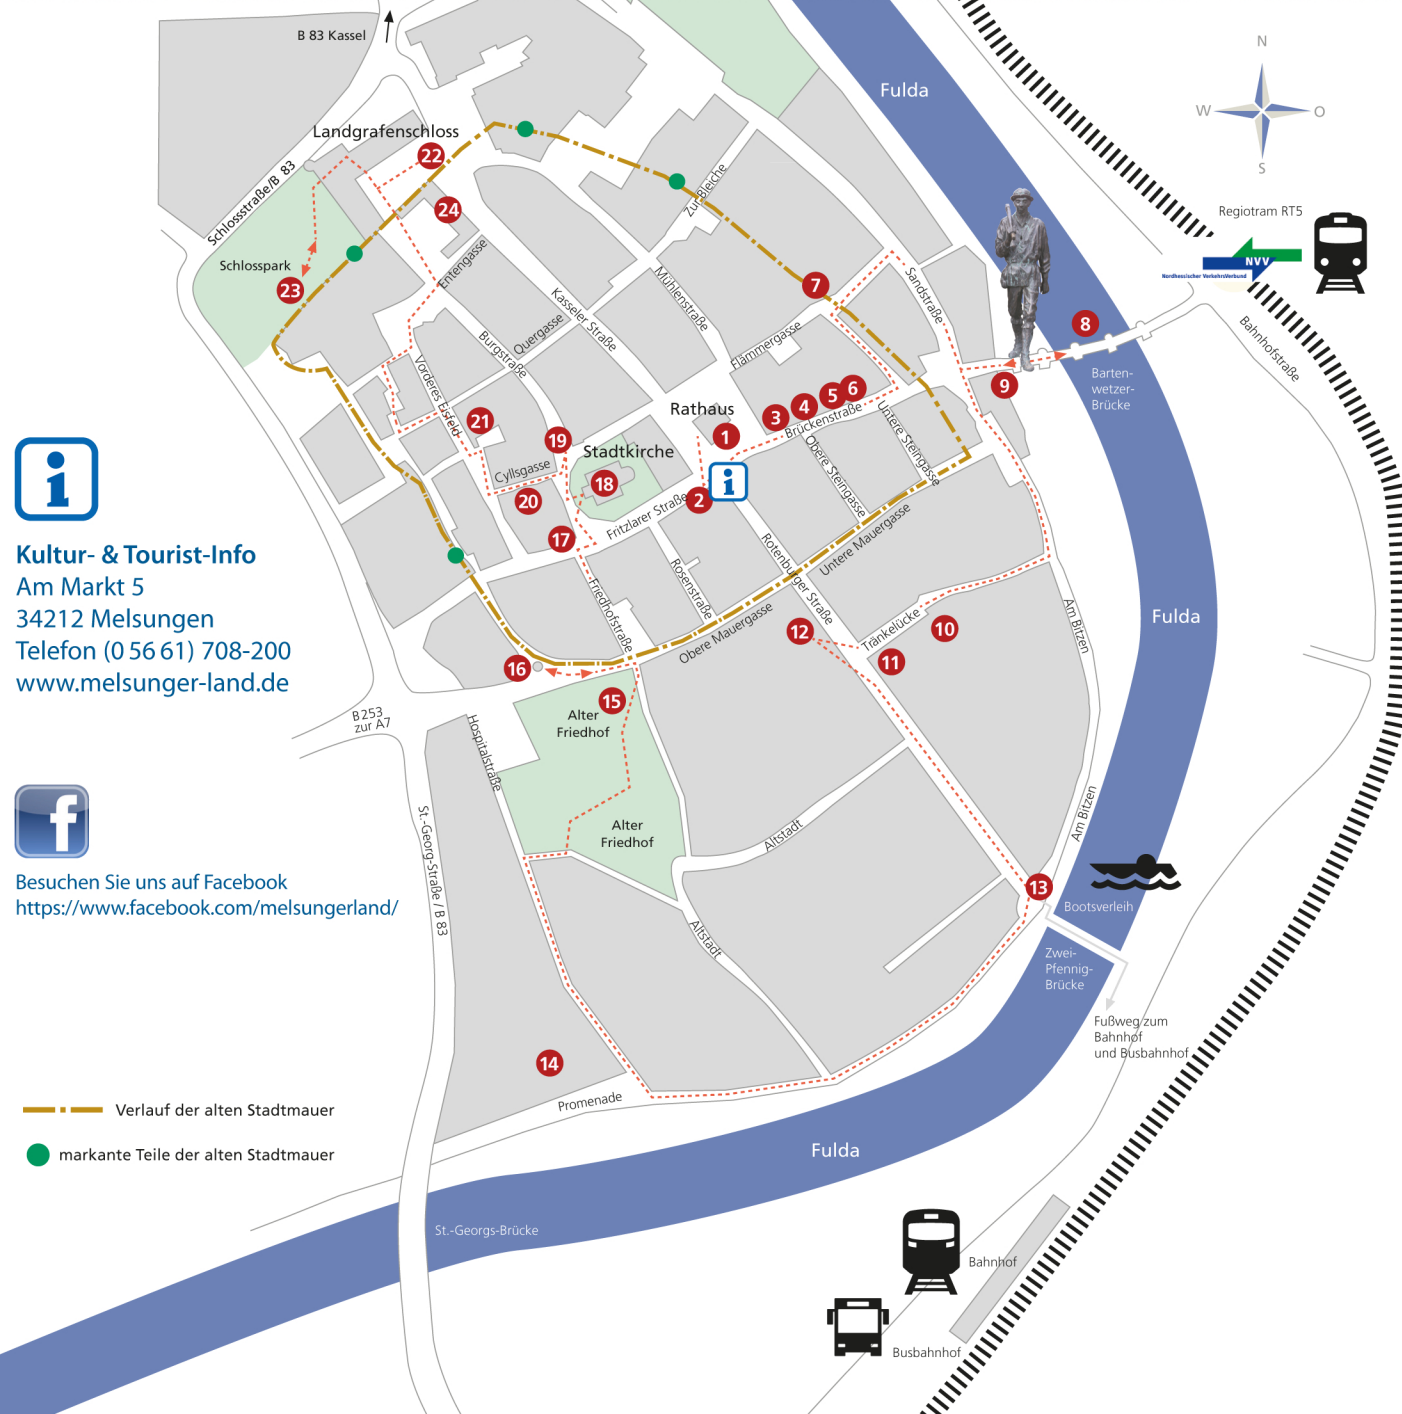 B 83 Kassel
Fulda
N
W
O
S
Landgrafenschloss
22
Schlossstraße/B 83
24
Zur Bleiche
Regiotram RT5
NVV
Nordhessischer VerkehrsVerbund
Schlosspark
23
Entengasse
Mühlenstraße
7
Sandstraße
8
Kasseler Straße
Quergasse
Burgstraße
Flämmergasse
Bahnhofstraße
Vorderes Eisfeld
Barten-
wetzer-
Brücke
9
21
Rathaus
1
3
4
5
6
Brückenstraße
Untere Steingasse
Obere Steingasse
19
Stadtkirche
18
Cyllsgasse
20
2
Fritzlarer Straße
17
Kultur- & Tourist-Info
Am Markt 5
34212 Melsungen
Telefon (0 56 61) 708-200
www.melsunger-land.de
Rosenstraße
Rotenburger Straße
Untere Mauergasse
Friedhofstraße
Obere Mauergasse
12
Tränkelücke
10
11
Am Bitzen
Fulda
16
15
Alter
Friedhof
B 253
zur A7
Hospitalstraße
St.-Georg-Straße / B 83
Alter
Friedhof
Altstadt
Am Bitzen
13
Bootsverleih
Besuchen Sie uns auf Facebook
https://www.facebook.com/melsungerland/
Altstadt
Zwei-
Pfennig-
Brücke
Fußweg zum
Bahnhof
und Busbahnhof
14
Promenade
Verlauf der alten Stadtmauer
markante Teile der alten Stadtmauer
Fulda
St.-Georgs-Brücke
Bahnhof
Busbahnhof